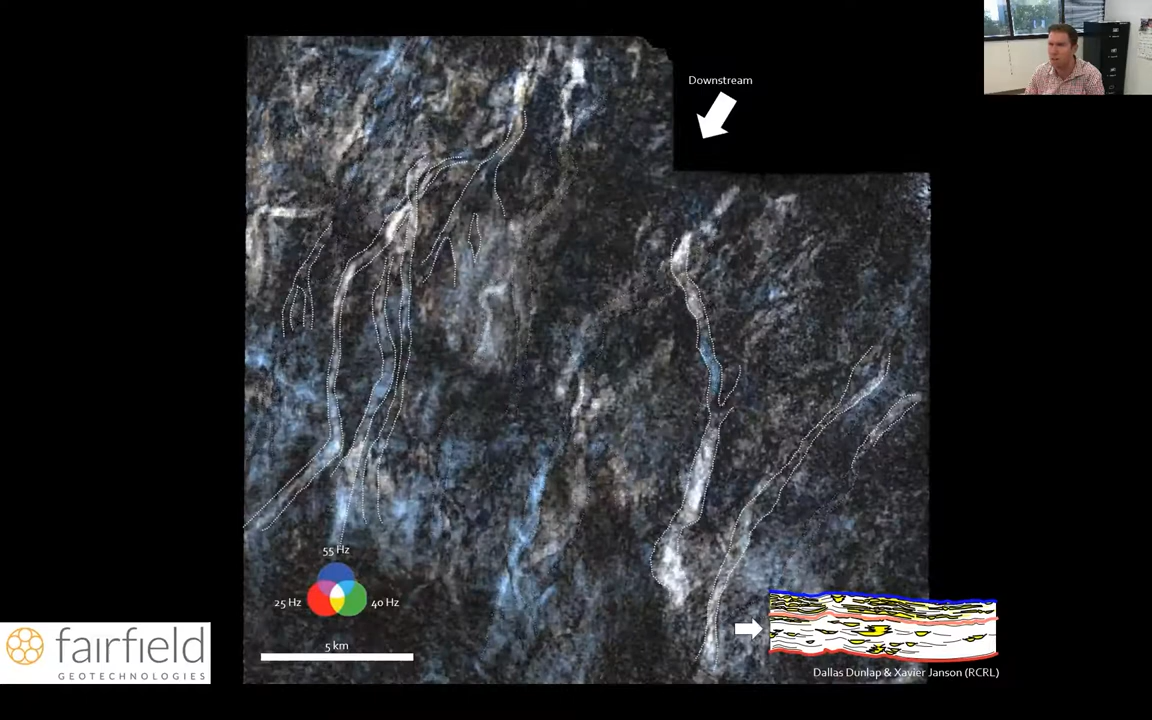 Downstream
55 Hz
25 Hz
40 Hz
5 km
fairfield
GEOTECHNOLOGIES
Dallas Dunlap & Xavier Janson (RCRL)